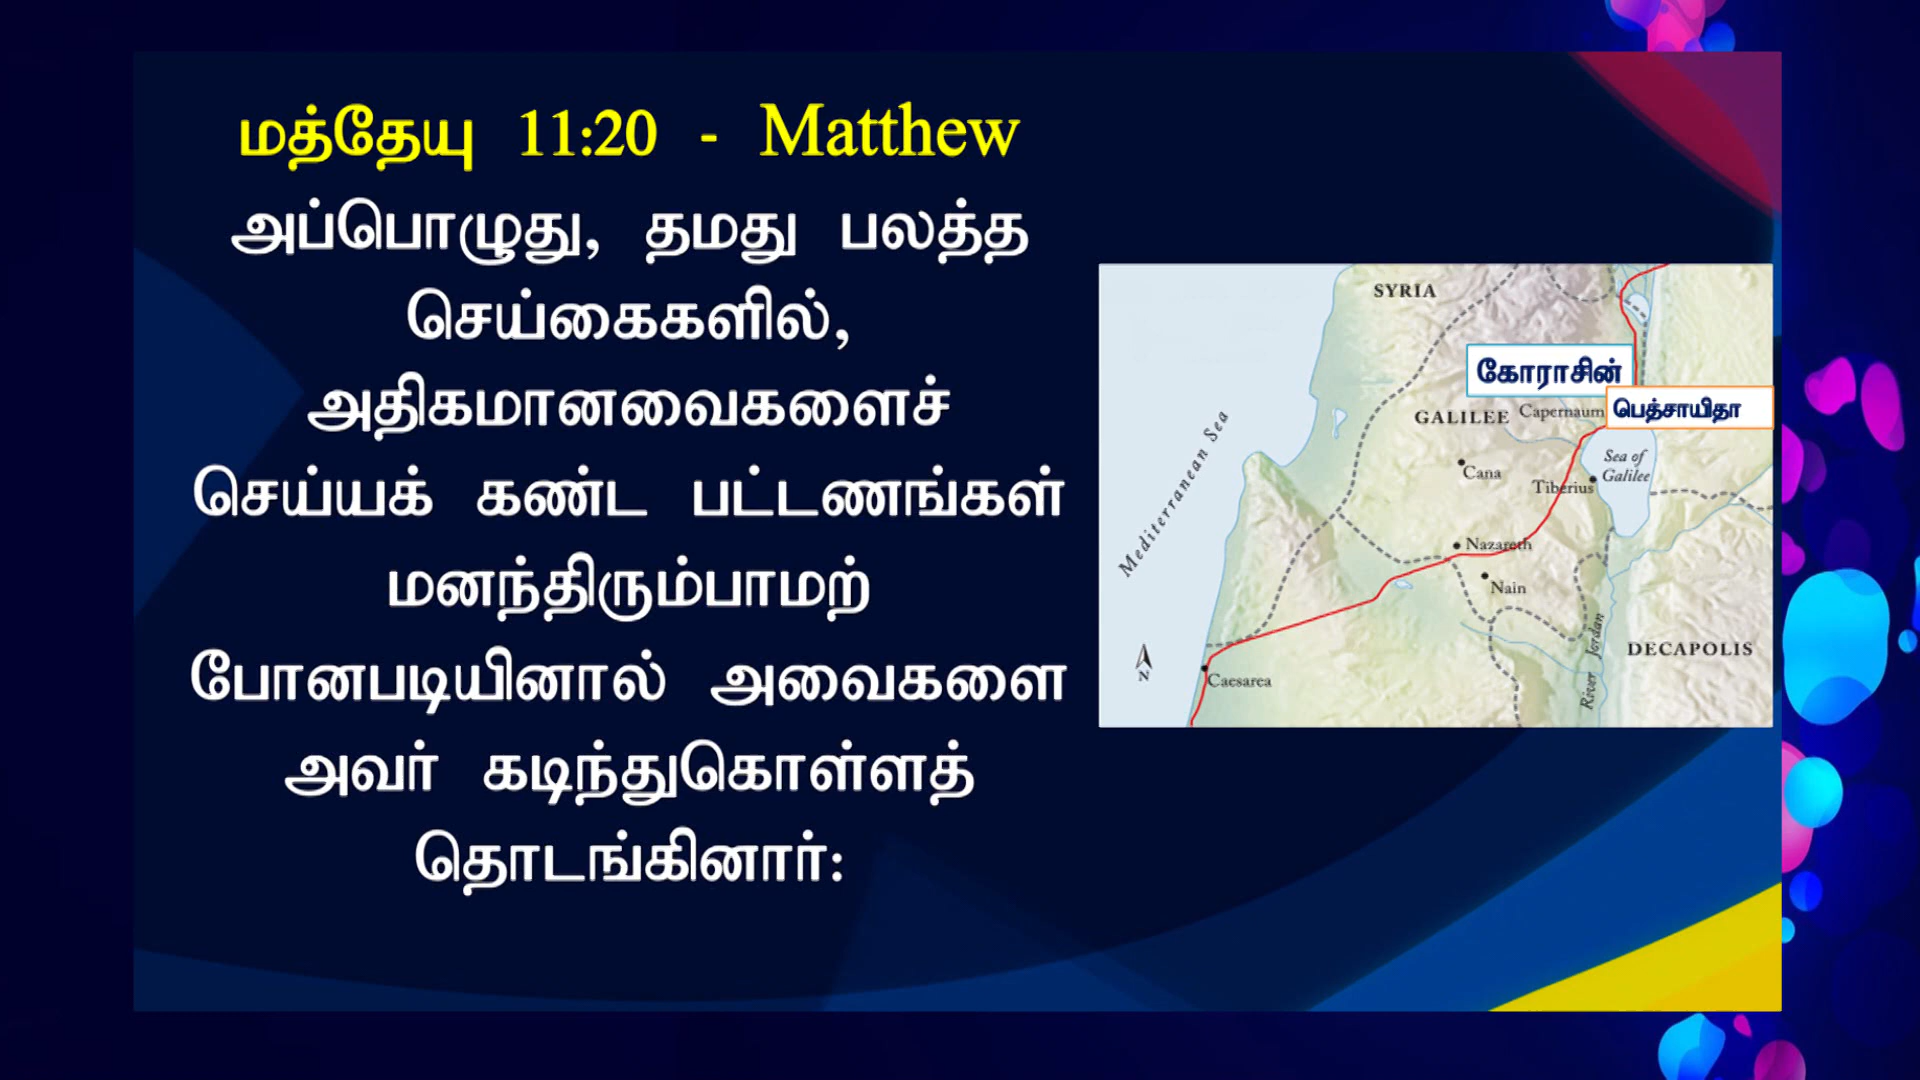 மத்தேயு 11:20 - Matthew
அப்பொழுது, தமது பலத்த
செய்கைகளில்,
அதிகமானவைகளைச்
செய்யக் கண்ட பட்டணங்கள்
மனந்திரும்பாமற்
போனபடியினால் அவைகளை
அவர் கடிந்துகொள்ளத்
தொடங்கினார்:
SYRIA
கோராசின்
பெத்சாயிதா
GALILEE
Capernaum
Mediterranean Sea
Sea of
Galilee
Cana
Tiberius
Nazareth
Nain
River Jordan
DECAPOLIS
N
Caesarea